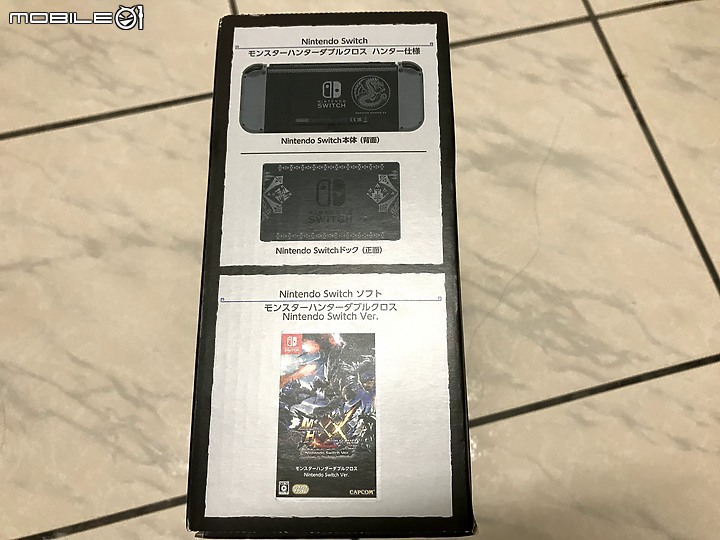 MOBILE01
Nintendo Switch
モンスターハンターダブルクロス ハンター仕様
NINTENDO
SWITCH
Nintendo Switch本体（背面）
SWITCH
Nintendo Switchドック（正面）
Nintendo Switch ソフト
モンスターハンターダブルクロス
Nintendo Switch Ver.
MHXX
Nintendo Switch Ver.
モンスターハンターダブルクロス
Nintendo Switch Ver.
CAPCOM